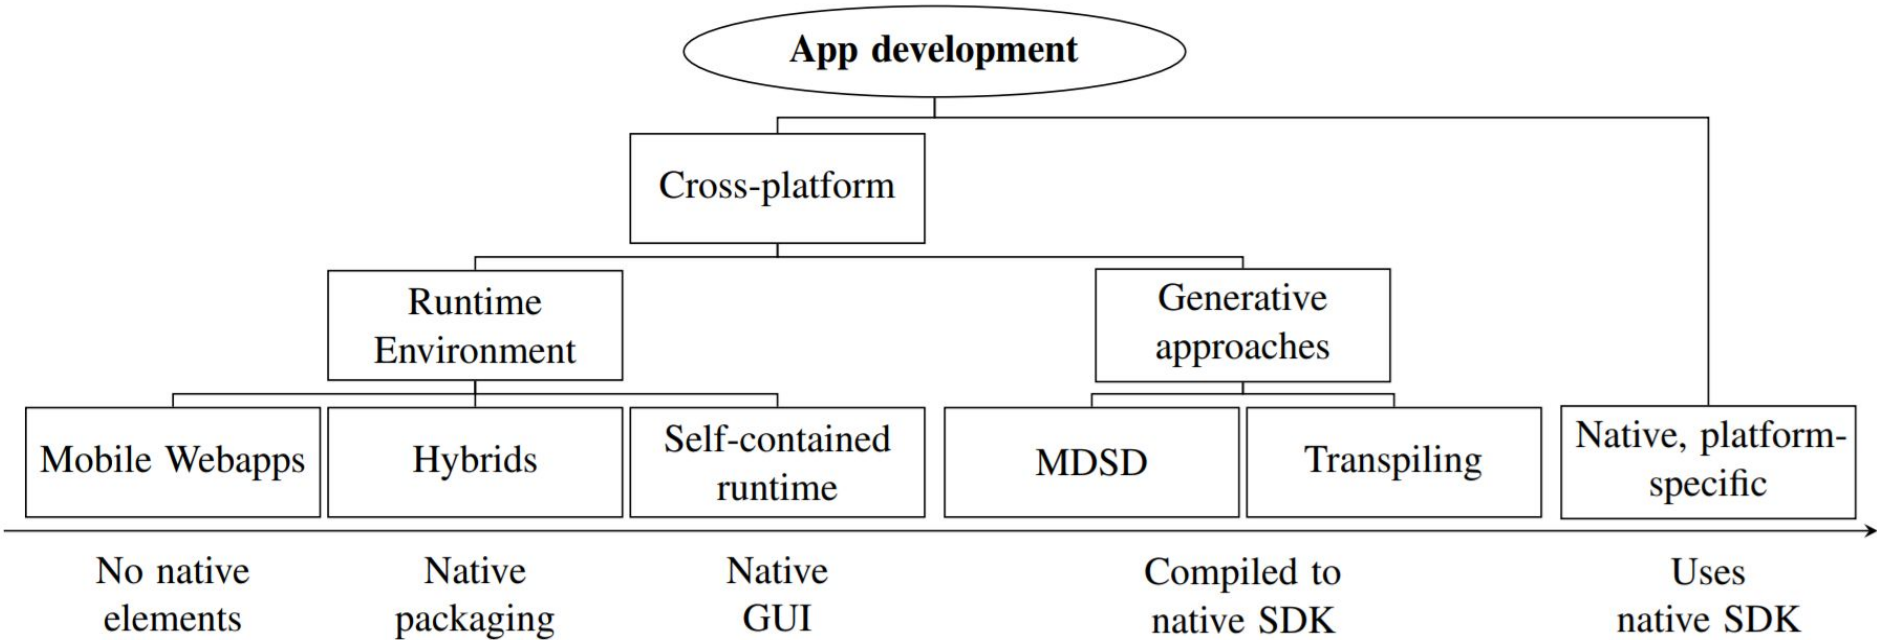 App development
Cross-platform
Runtime
Environment
Generative
approaches
Mobile Webapps
Hybrids
Self-contained
runtime
MDSD
Transpiling
Native, platform-
specific
No native
elements
Native
packaging
Native
GUI
Compiled to
native SDK
Uses
native SDK